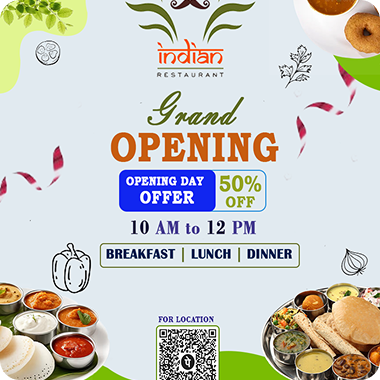 indian
RESTAURANT
Grand
OPENING
OPENING DAY
OFFER
50%
OFF
10 AM to 12 PM
BREAKFAST | LUNCH | DINNER
FOR LOCATION